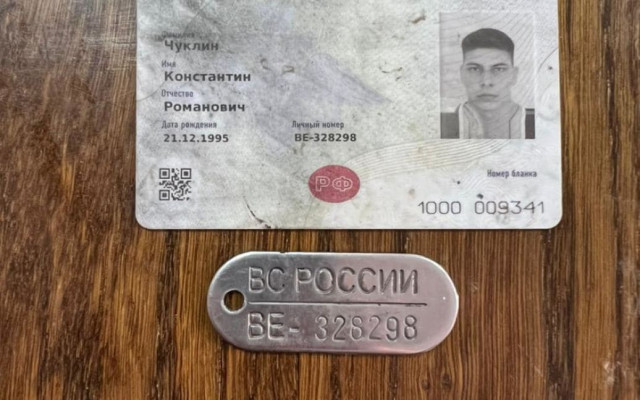 Чуклин
Имя
Константин
Отчество
Романович
Дата рождения
Личный номер
21.12.1995
ВЕ-328298
РФ
Номер бланка
1000 009341
ВС РОССИИ
ВЕ- 328298